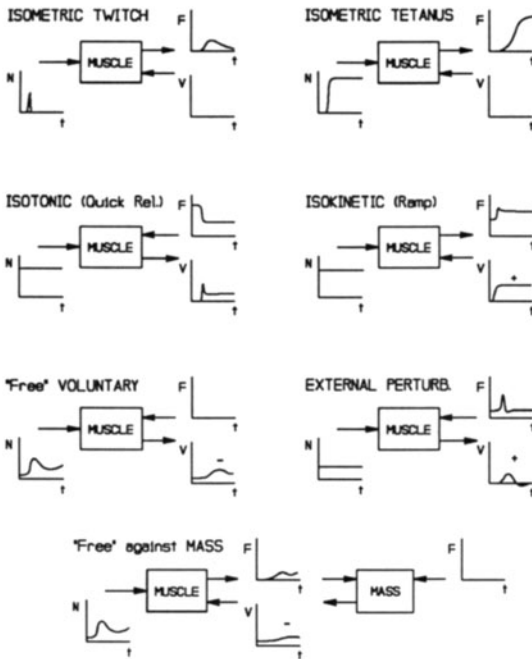 ISOMETRIC TWITCH
F
N
MUSCLE
t
V
t
t
ISOMETRIC TETANUS
F
N
MUSCLE
t
V
t
t
ISOTONIC (Quick Rel.)
F
N
MUSCLE
t
V
t
t
ISOKINETIC (Ramp)
F
N
MUSCLE
t
V
+
t
t
"Free" VOLUNTARY
F
N
MUSCLE
t
V
-
t
t
EXTERNAL PERTURB.
F
N
MUSCLE
t
V
+
t
t
"Free" against MASS
F
F
N
MUSCLE
t
MASS
t
V
-
t
t